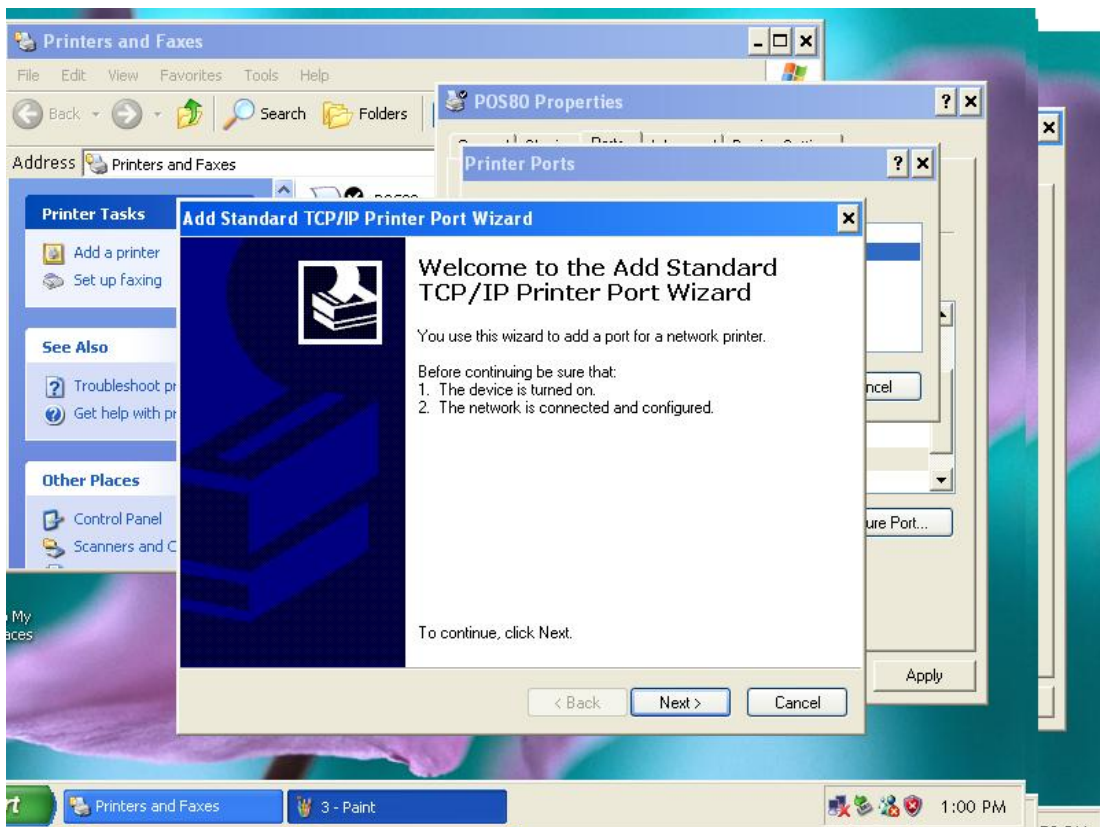 Printers and Faxes
File Edit View Favorites Tools Help
Back Search Folders
Address Printers and Faxes
POS80 Properties
Printer Ports
Printer Tasks
Add a printer
Set up faxing
See Also
Troubleshoot
Get help with
Other Places
Control Panel
Scanners and
Add Standard TCP/IP Printer Port Wizard
Welcome to the Add Standard
TCP/IP Printer Port Wizard
You use this wizard to add a port for a network printer.
Before continuing be sure that:
1. The device is turned on.
2. The network is connected and configured.
To continue, click Next.
< Back Next > Cancel
ncel
ure Port...
Apply
My
aces
Printers and Faxes
3 - Paint
1:00 PM